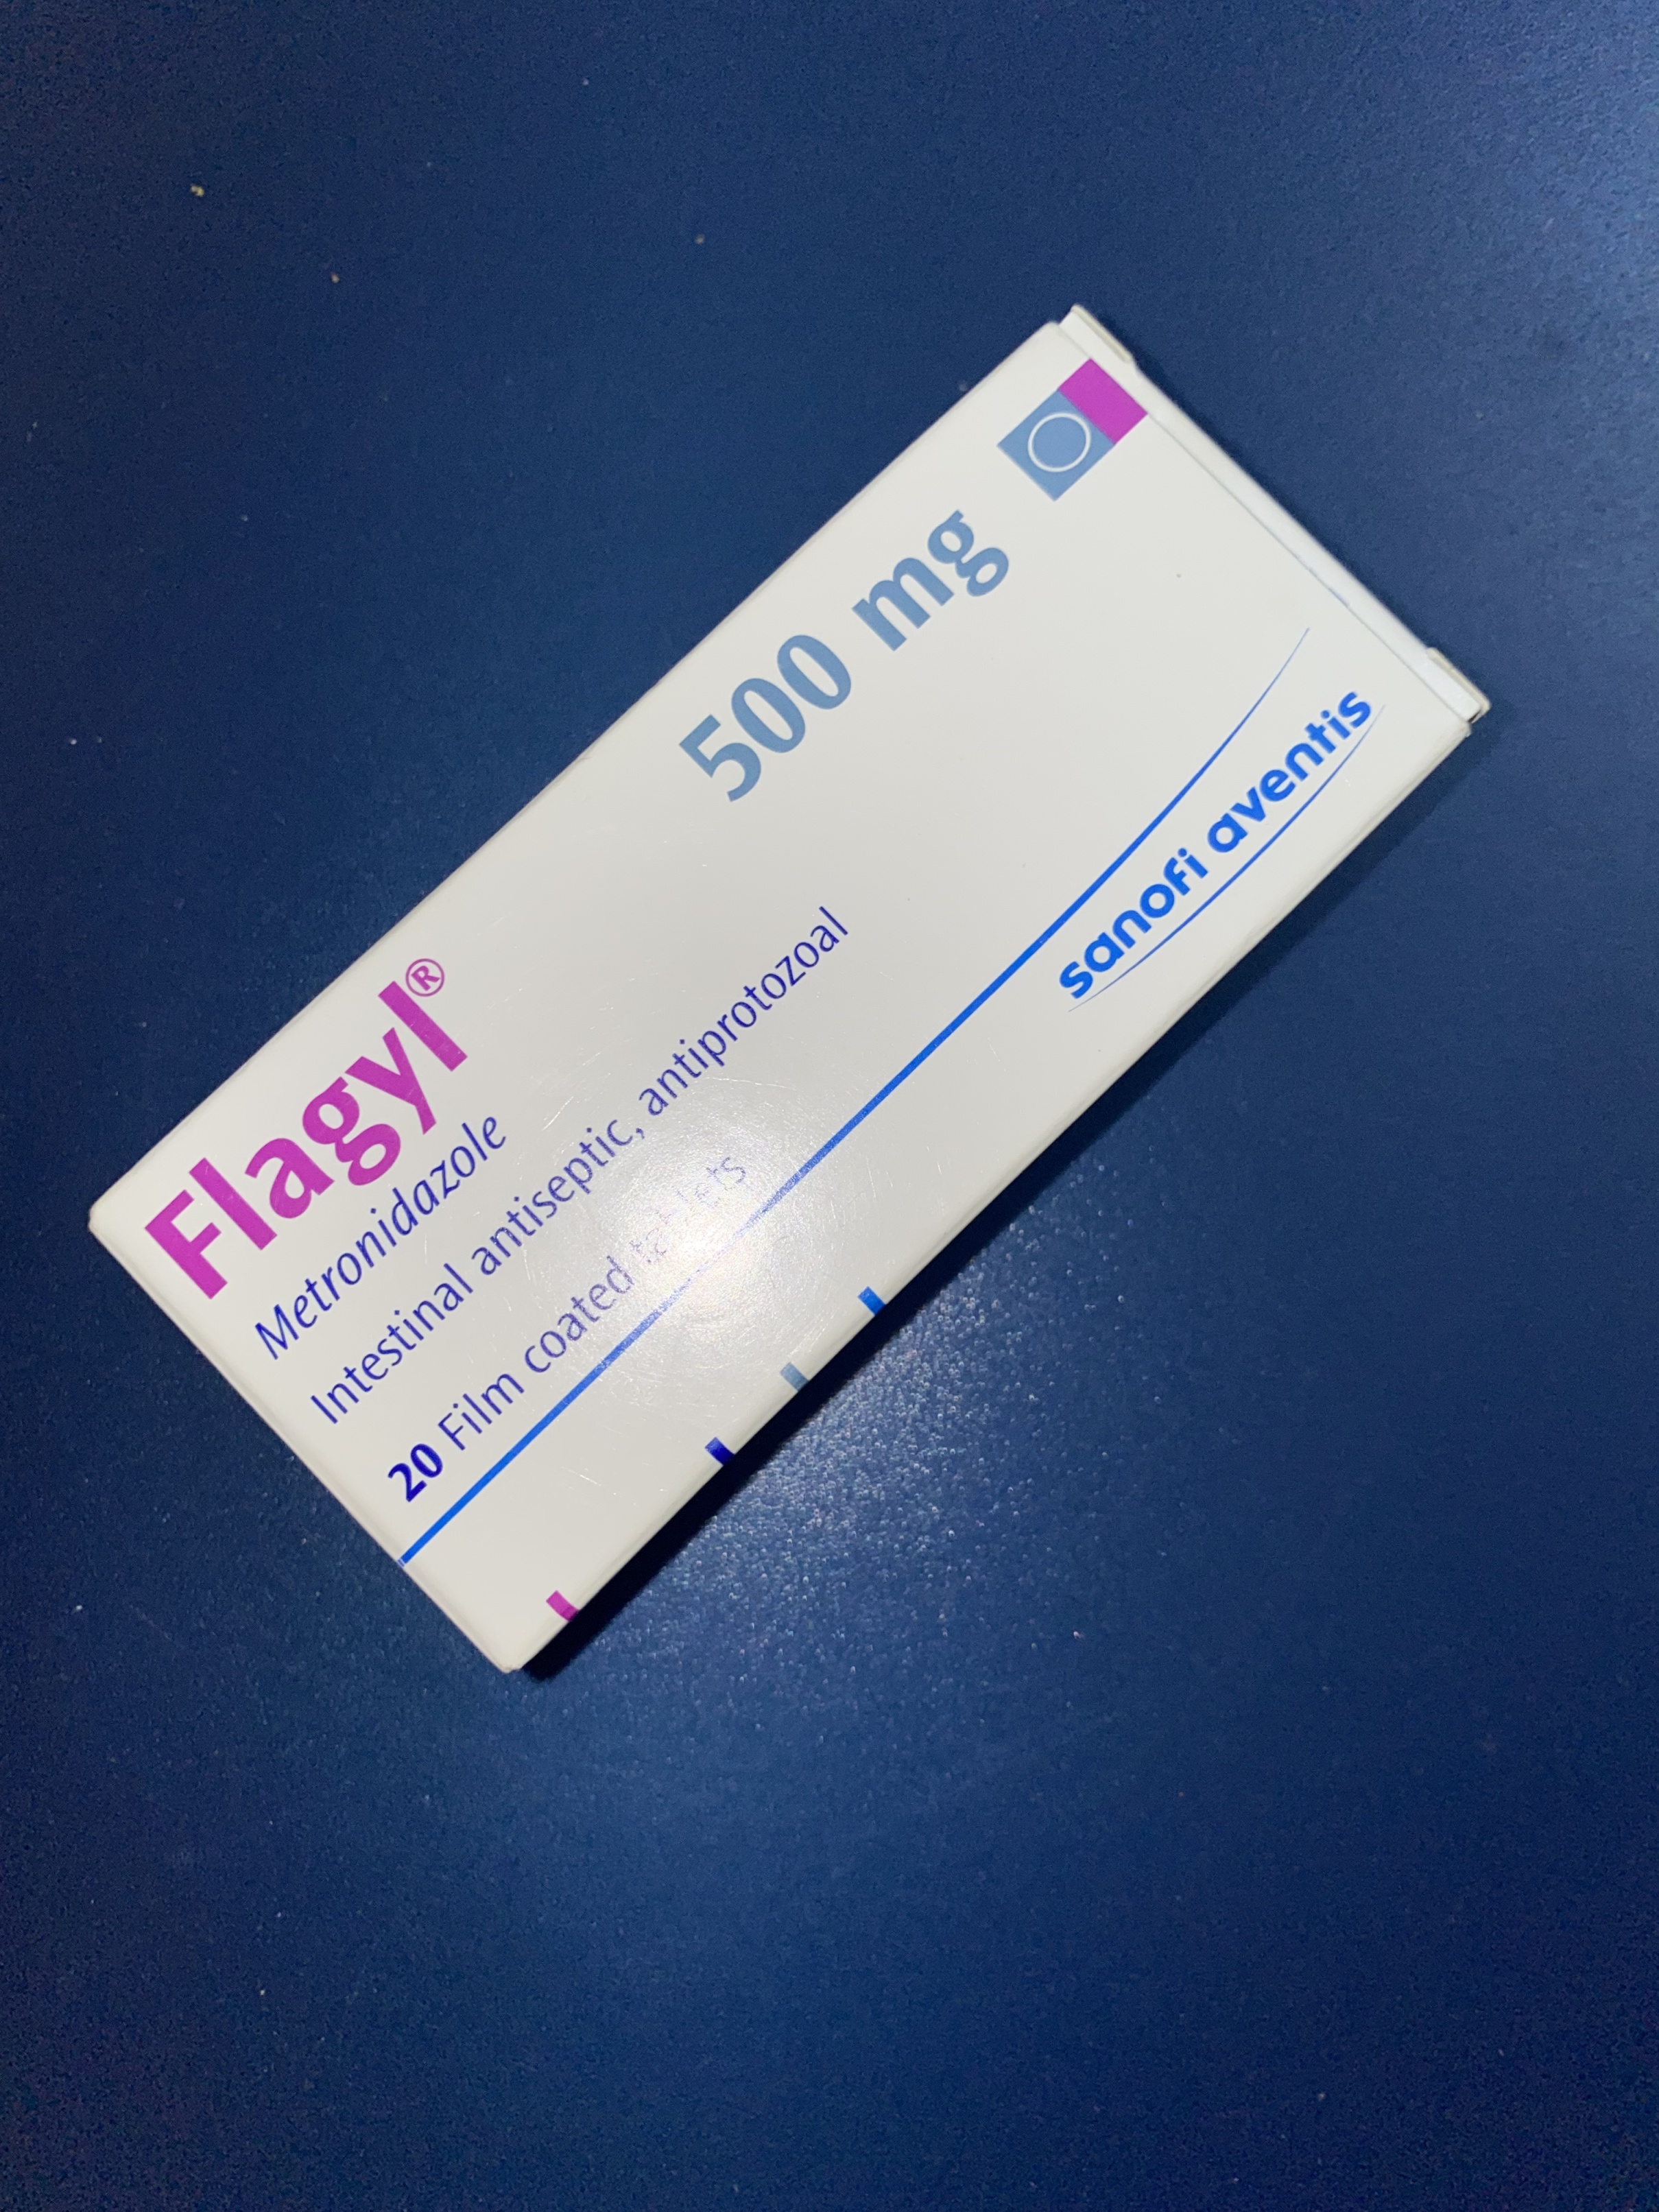 Flagyl®
500 mg
Metronidazole
Intestinal antiseptic, antiprotozoal
20 Film coated tablets
sanofi aventis